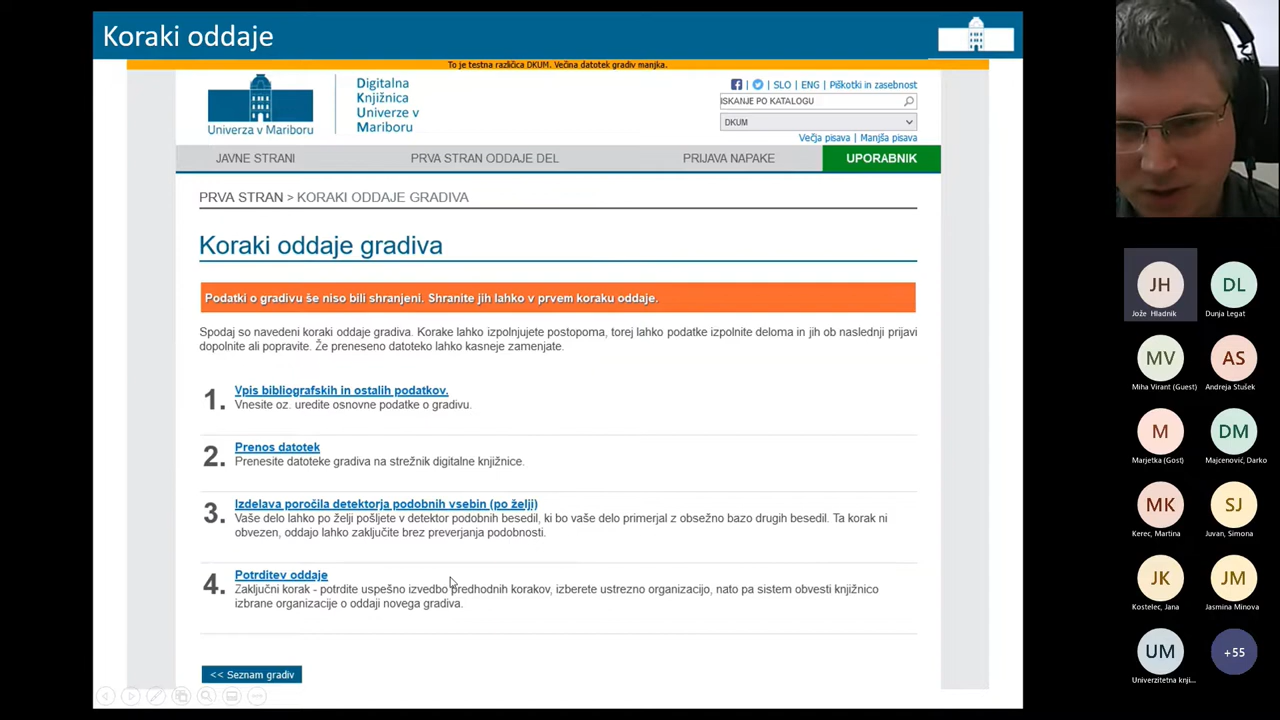 Koraki oddaje
To je testna različica DKUM. Večina datotek gradiv manjka.
Univerza v Mariboru
Digitalna
Knjižnica
Univerze v
Mariboru
SLO | ENG | Piškotki in zasebnost
ISKANJE PO KATALOGU
DKUM
Večja pisava | Manjša pisava
JAVNE STRANI
PRVA STRAN ODDAJE DEL
PRIJAVA NAPAKE
UPORABNIK
PRVA STRAN > KORAKI ODDAJE GRADIVA
Koraki oddaje gradiva
Podatki o gradivu še niso bili shranjeni. Shranite jih lahko v prvem koraku oddaje.
Spodaj so navedeni koraki oddaje gradiva. Korake lahko izpolnjujete postopoma, torej lahko podatke izpolnite deloma in jih ob naslednji prijavi
dopolnite ali popravite. Že preneseno datoteko lahko kasneje zamenjate.
1. Vpis bibliografskih in ostalih podatkov.
Vnesite oz. uredite osnovne podatke o gradivu.
2. Prenos datotek
Prenesite datoteke gradiva na strežnik digitalne knjižnice.
3. Izdelava poročila detektorja podobnih vsebin (po želji)
Vaše delo lahko po želji pošljete v detektor podobnih besedil, ki bo vaše delo primerjal z obsežno bazo drugih besedil. Ta korak ni
obvezen, oddajo lahko zaključite brez preverjanja podobnosti.
4. Potrditev oddaje
Zaključni korak - potrdite uspešno izvedbo predhodnih korakov, izberete ustrezno organizacijo, nato pa sistem obvesti knjižnico
izbrane organizacije o oddaji novega gradiva.
<< Seznam gradiv
JH
Jože Hladnik
DL
Dunja Legat
MV
Miha Virant (Guest)
AS
Andreja Stušek
M
Marjetka (Gost)
DM
Majcenović, Darko
MK
Kerec, Martina
SJ
Juvan, Simona
JK
Kostelec, Jana
JM
Jasmina Minova
UM
Univerzitetna knji...
+55